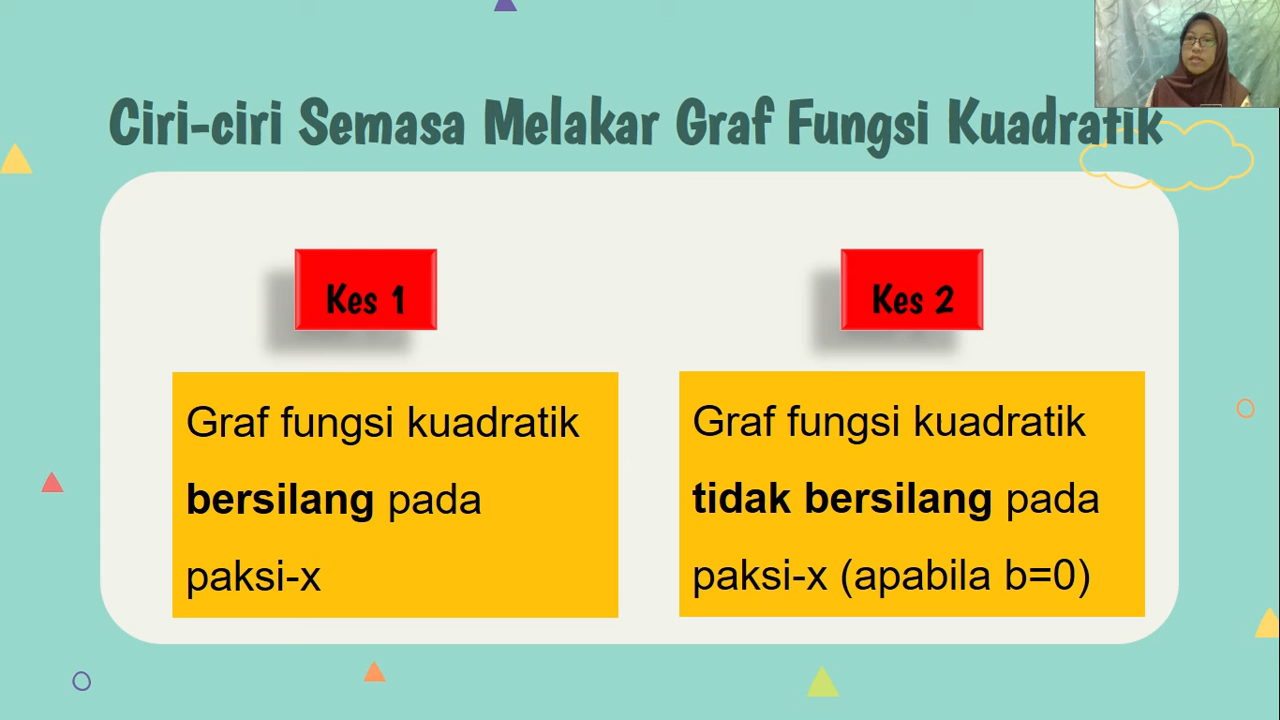 Ciri-ciri Semasa Melakar Graf Fungsi Kuadratik
Kes 1
Graf fungsi kuadratik
bersilang pada
paksi-x
Kes 2
Graf fungsi kuadratik
tidak bersilang pada
paksi-x (apabila b=0)